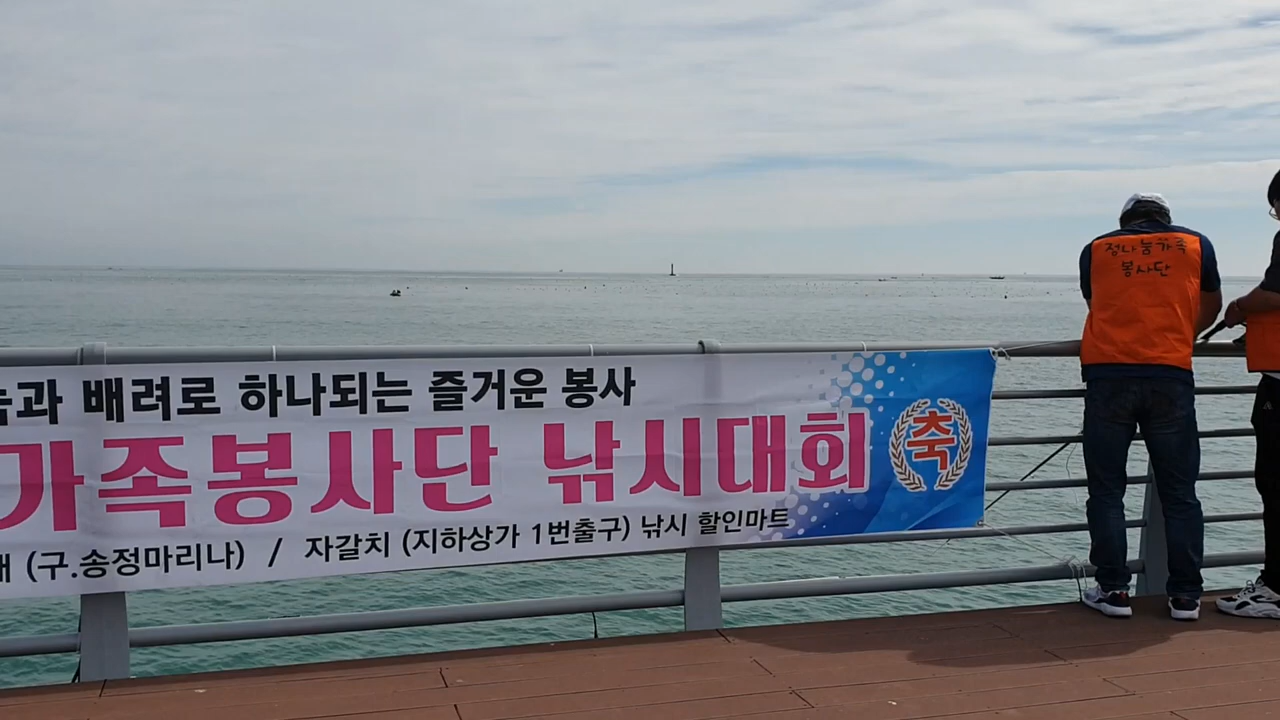 배려로 하나되는 즐거운 봉사
가족봉사단 낚시대회
축
(구.송정마리나) / 자갈치 (지하상가 1번출구) 낚시 할인마트
정나눔가족
봉사단